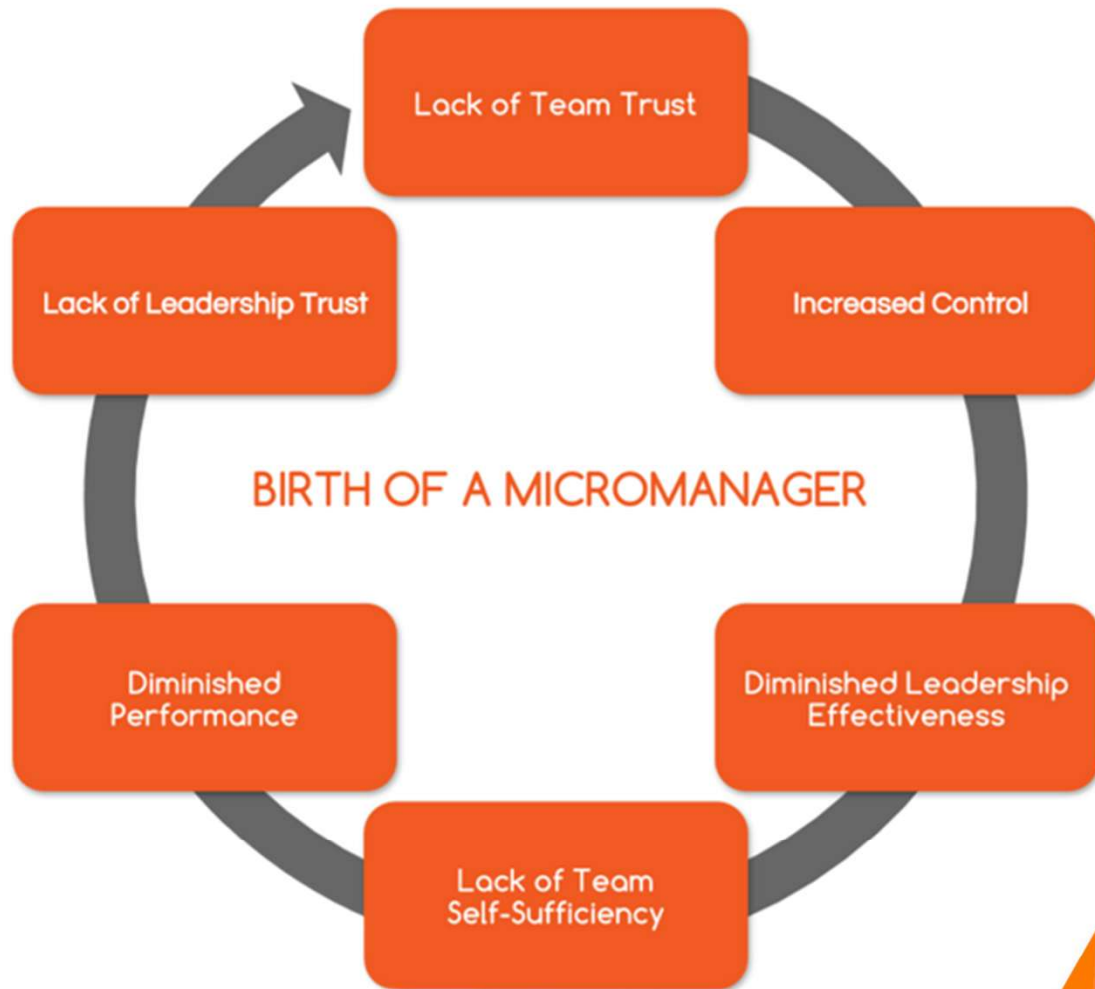 Lack of Team Trust
Increased Control
Diminished Leadership
Effectiveness
Lack of Team
Self-Sufficiency
Diminished
Performance
Lack of Leadership Trust
BIRTH OF A MICROMANAGER